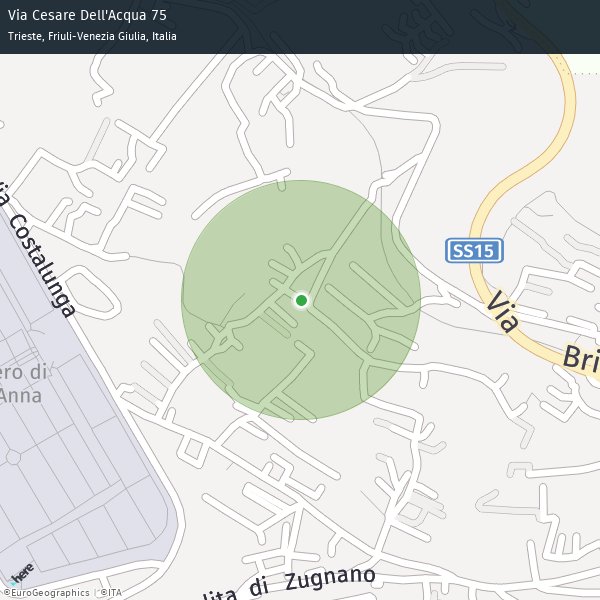 Via Cesare Dell'Acqua 75
Trieste, Friuli-Venezia Giulia, Italia
Via Costalunga
SS15
Via
Bri
ero di
Anna
lita di Zugnano
here
©EuroGeographics | ©ITA